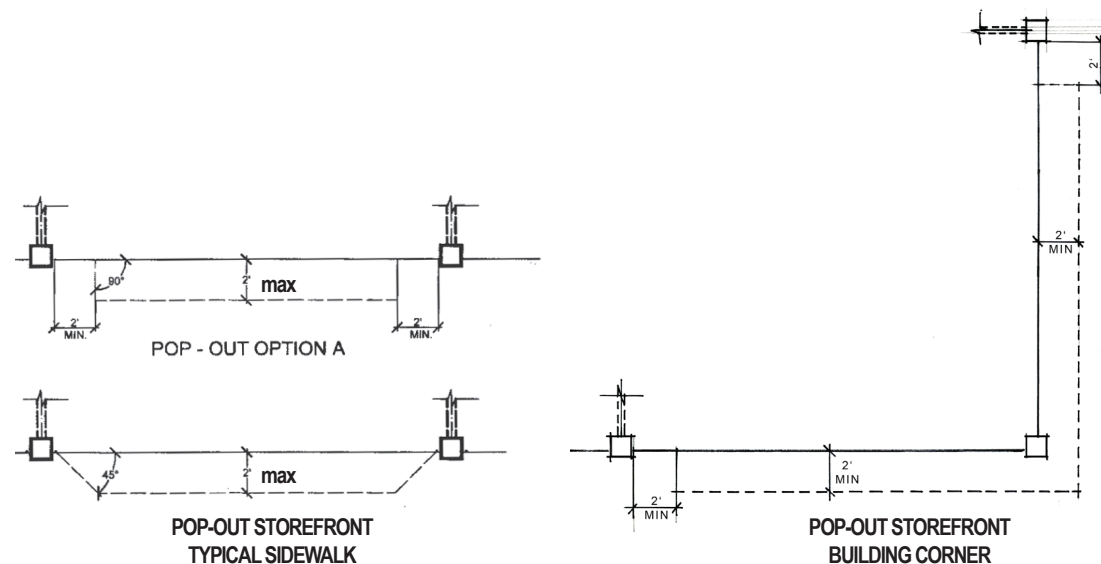 90°
2'
max
2'
MIN.
2'
MIN.
POP - OUT OPTION A
45°
2'
max
POP-OUT STOREFRONT
TYPICAL SIDEWALK
2'
2'
MIN
2'
MIN
2'
MIN
POP-OUT STOREFRONT
BUILDING CORNER